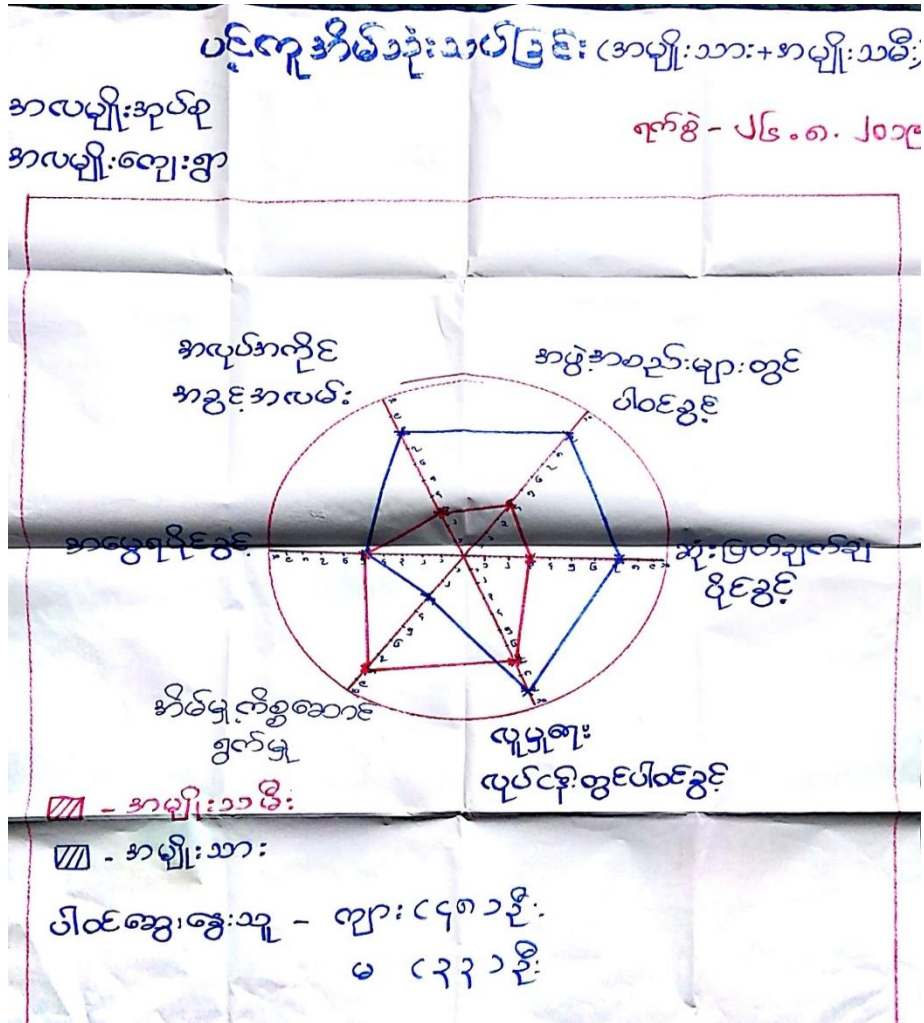 ပင့်ကူအိမ်သုံးသပ်ခြင်း (အမျိုးသား+အမျိုးသမီး)
အလမျိုးအုပ်စု
အလမျိုးကျေးရွာ
ရက်စွဲ - ၂၆.၈.၂၀၁၉
အလုပ်အကိုင်
အခွင့်အလမ်း
အဖွဲ့အစည်းများတွင်
ပါဝင်ခွင့်
အမွေရပိုင်ခွင့်
ဆုံးဖြတ်ချက်ချ
ပိုင်ခွင့်
အိမ်မှုကိစ္စဆောင်
ရွက်မှု
လူမှုရေး
လုပ်ငန်းတွင်ပါဝင်ခွင့်
- အမျိုးသမီး
- အမျိုးသား
ပါဝင်ဆွေးနွေးသူ - ကျား (၄၈) ဦး
မ (၃၃) ဦး